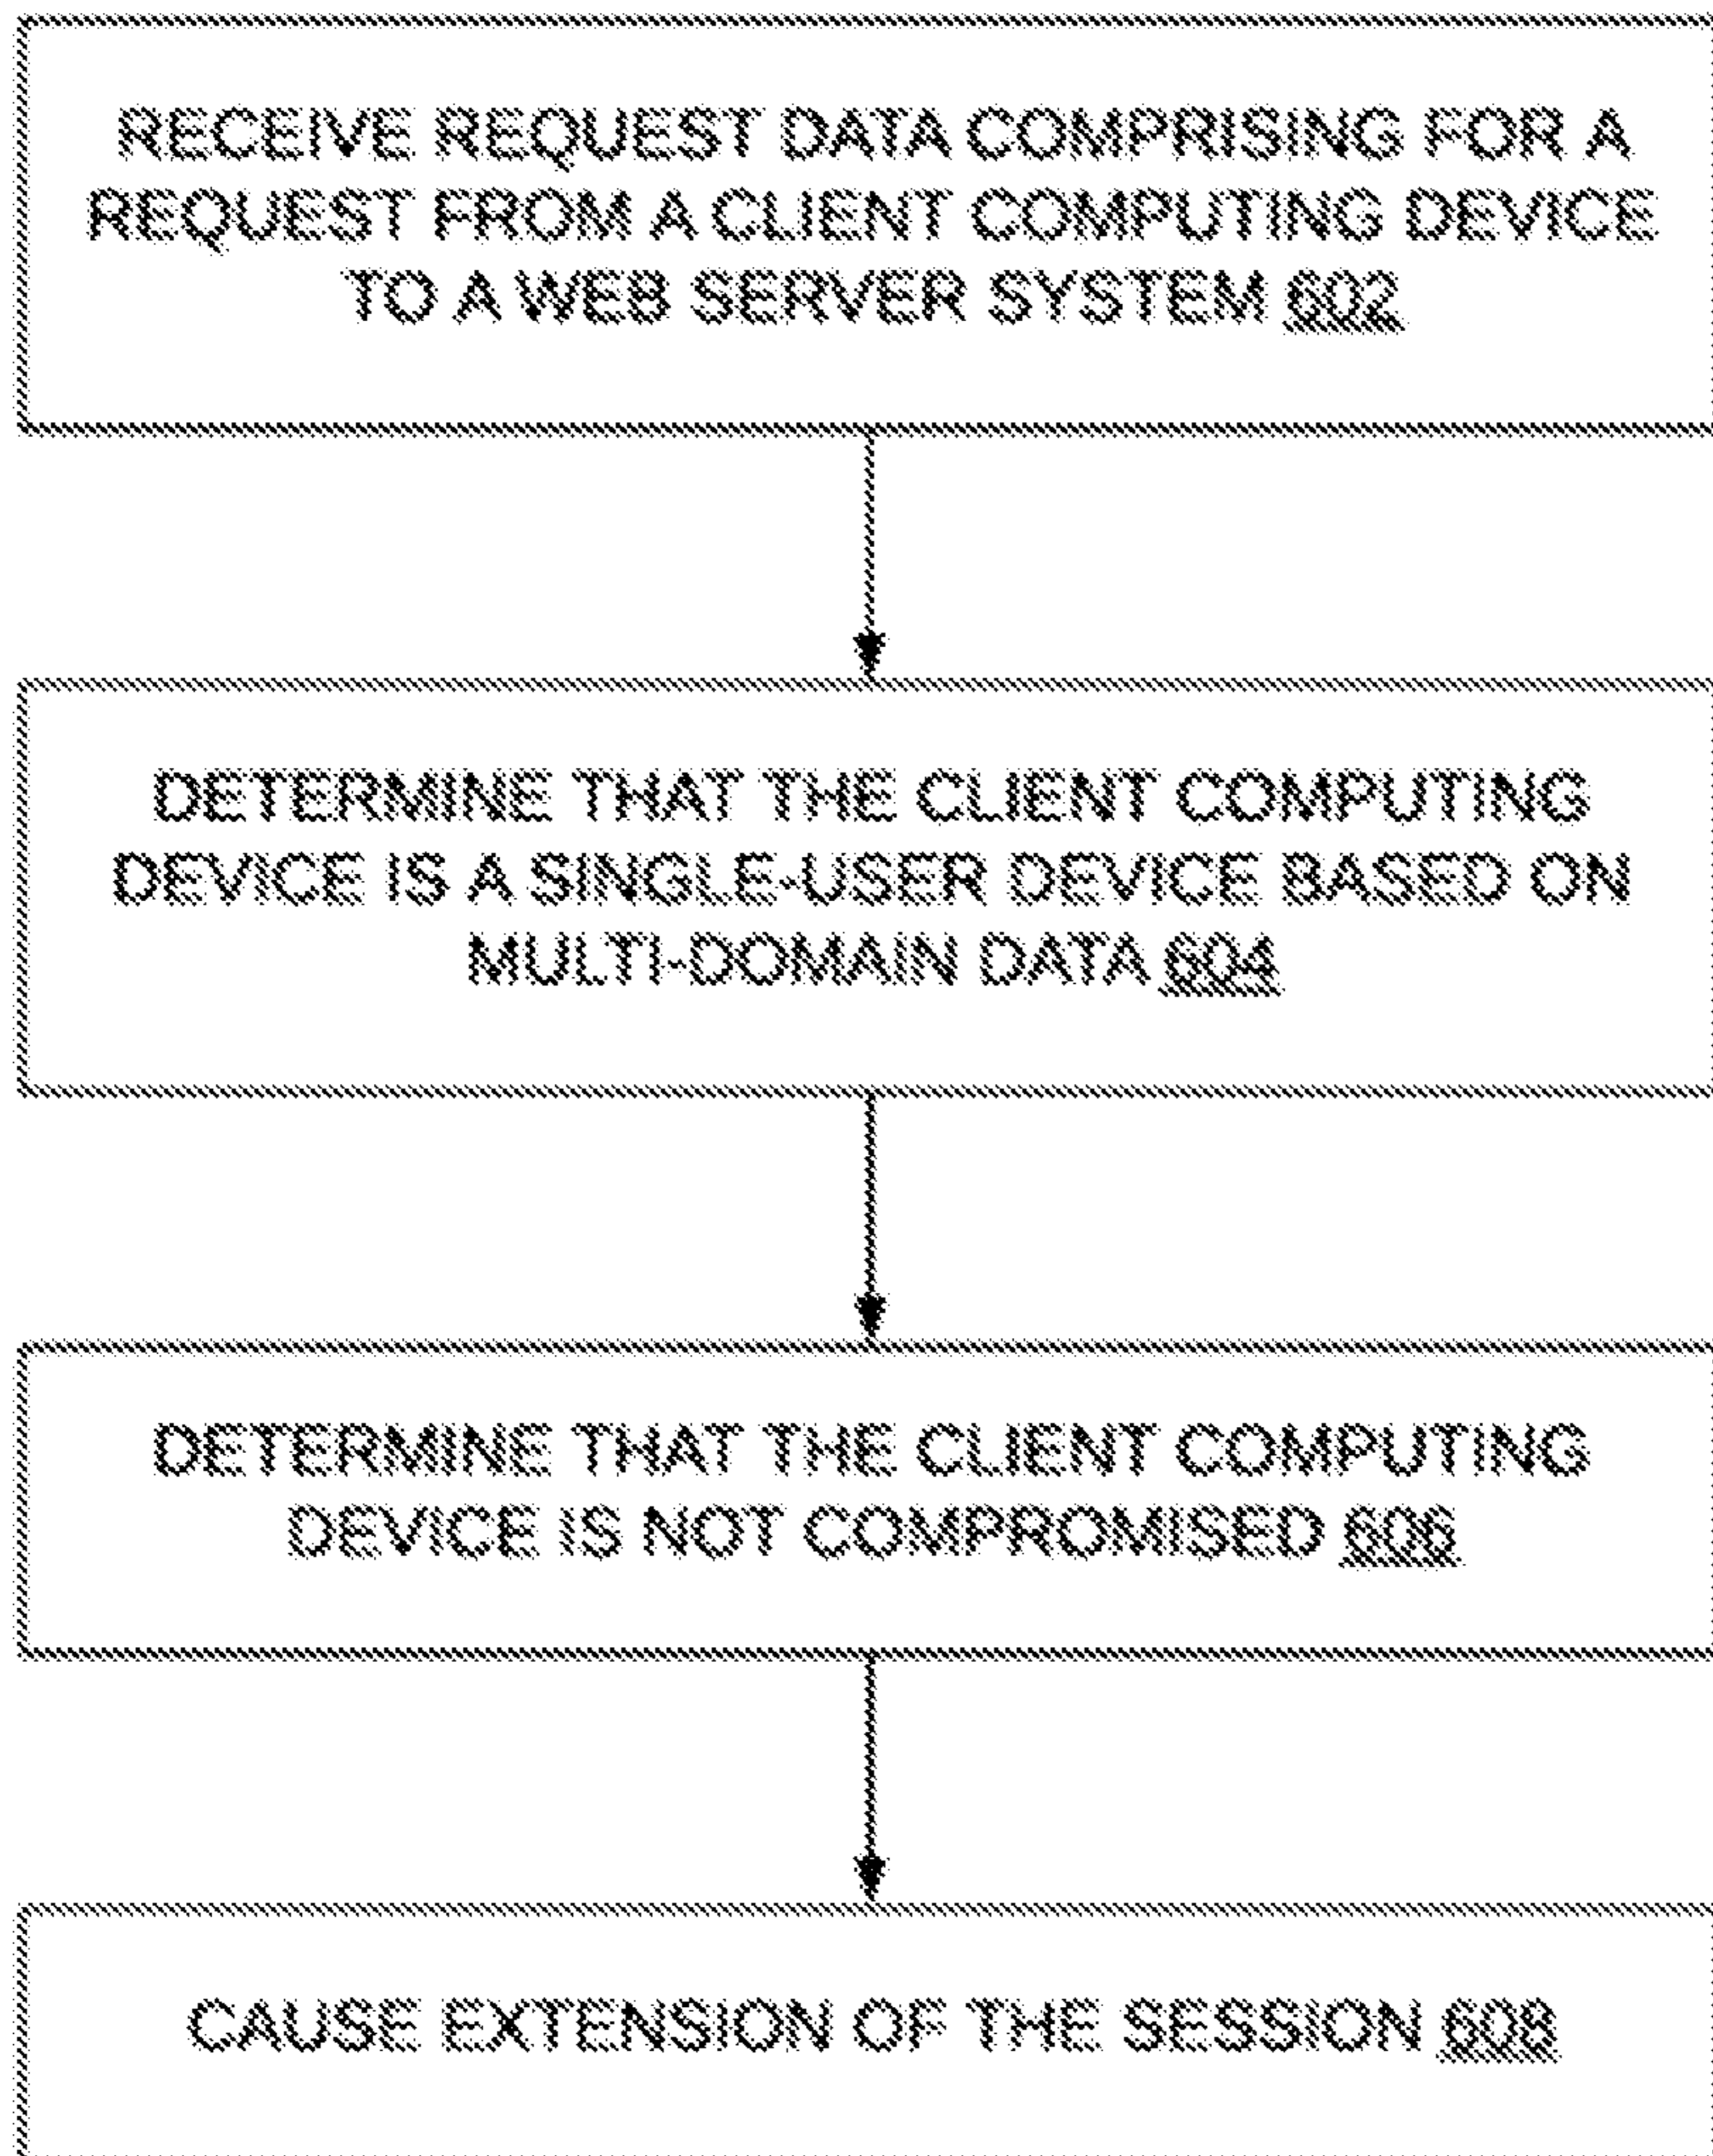 RECEIVE REQUEST DATA COMPRISING FOR A
REQUEST FROM A CLIENT COMPUTING DEVICE
TO A WEB SERVER SYSTEM 602
DETERMINE THAT THE CLIENT COMPUTING
DEVICE IS A SINGLE-USER DEVICE BASED ON
MULTI-DOMAIN DATA 604
DETERMINE THAT THE CLIENT COMPUTING
DEVICE IS NOT COMPROMISED 606
CAUSE EXTENSION OF THE SESSION 608